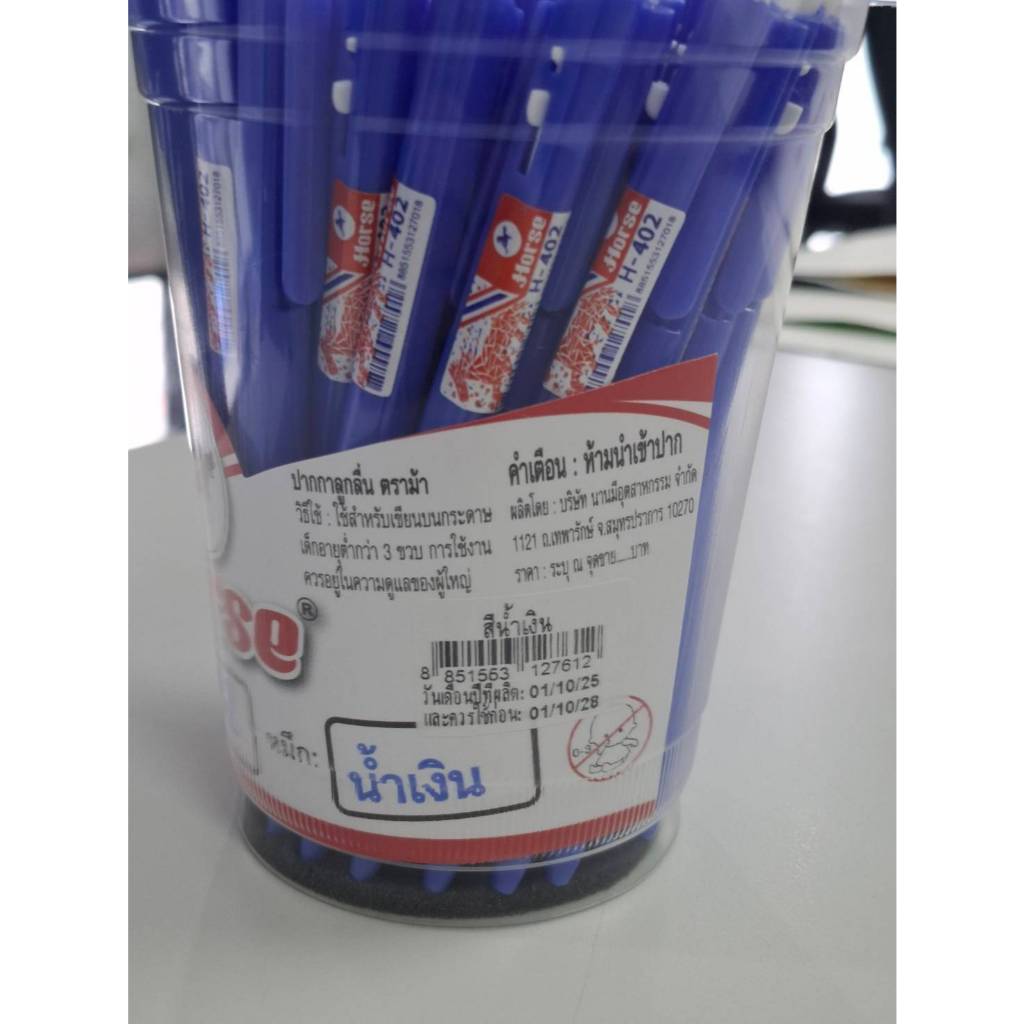 H-402
Horse
H-402
8851553127018
Horse
H-402
Horse
H-402
8851553127018
ปากกาลูกลื่น ตราม้า
วิธีใช้ : ใช้สำหรับเขียนบนกระดาษ
เด็กอายุต่ำกว่า 3 ขวบ การใช้งาน
ควรอยู่ในความดูแลของผู้ใหญ่
คำเตือน : ห้ามนำเข้าปาก
ผลิตโดย : บริษัท นานมีอุตสาหกรรม จำกัด
1121 ถ.เทพารักษ์ จ.สมุทรปราการ 10270
ราคา : ระบุ ณ จุดขาย.....บาท
สีน้ำเงิน
8 851553 127612
วันเดือนปีที่ผลิต: 01/10/25
และควรใช้ก่อน: 01/10/28
rse®
หมึก:
น้ำเงิน
0-3